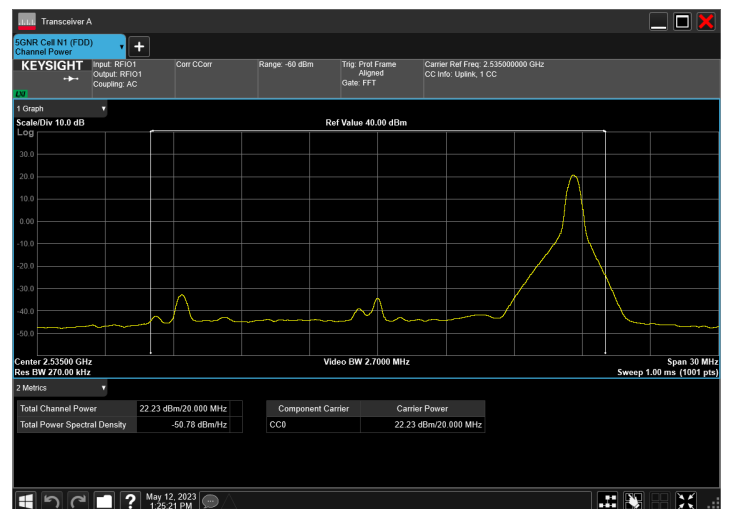 Transceiver A
5GNR Cell N1 (FDD)
Channel Power
KEYSIGHT
LXI
Input: RFIO1
Output: RFIO1
Coupling: AC
Corr CCorr
Range: -60 dBm
Trig: Prot Frame
Aligned
Gate: FFT
Carrier Ref Freq: 2.535000000 GHz
CC Info: Uplink, 1 CC
1 Graph
Scale/Div 10.0 dB
Ref Value 40.00 dBm
Log
30.0
20.0
10.0
0.00
-10.0
-20.0
-30.0
-40.0
-50.0
Center 2.53500 GHz
Res BW 270.00 kHz
Video BW 2.7000 MHz
Span 30 MHz
Sweep 1.00 ms (1001 pts)
2 Metrics
Total Channel Power 22.23 dBm/20.000 MHz
Total Power Spectral Density -50.78 dBm/Hz
Component Carrier Carrier Power
CC0 22.23 dBm/20.000 MHz
May 12, 2023
1:25:21 PM